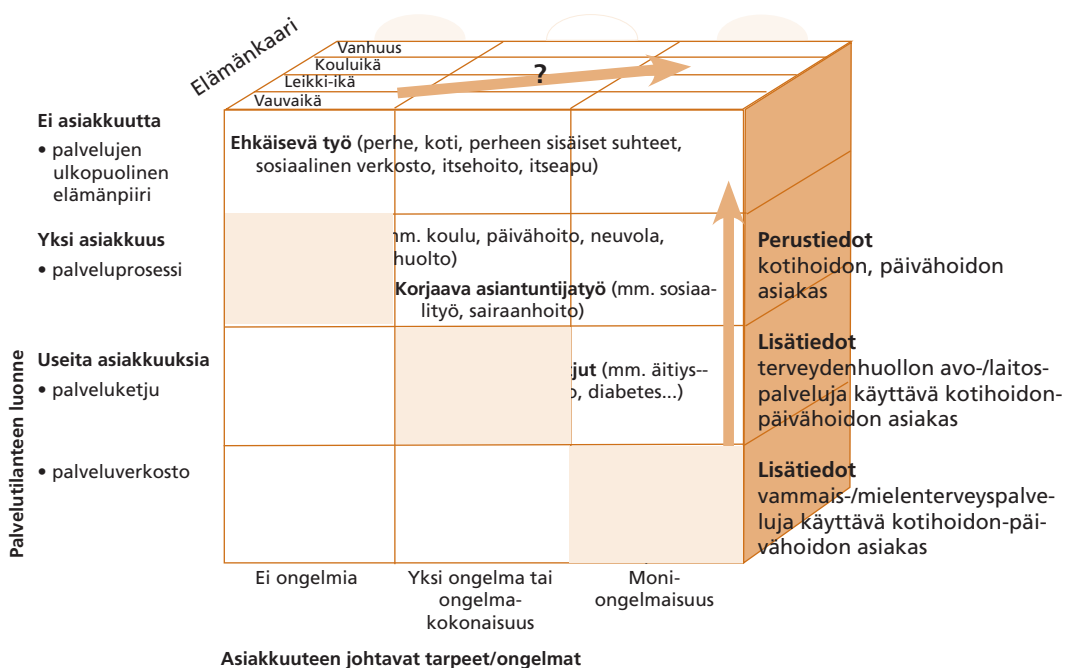 Elämänkaari
Vanhuus
Kouluikä
Leikki-ikä
Vauvaikä
?
Ei asiakkuutta
• palvelujen
ulkopuolinen
elämänpiiri
Ehkäisevä työ (perhe, koti, perheen sisäiset suhteet,
sosiaalinen verkosto, itsehoito, itseapu)
Yksi asiakkuus
• palveluprosessi
koulu, päivähoito, neuvola,
huolto)
Korjaava asiantuntijatyö (mm. sosiaa-
lityö, sairaanhoito)
Perustiedot
kotihoidon, päivähoidon
asiakas
Palvelutilanteen luonne
Useita asiakkuuksia
• palveluketju
(mm. äitiys--
, diabetes...)
Lisätiedot
terveydenhuollon avo-/laitos-
palveluja käyttävä kotihoidon-
päivähoidon asiakas
• palveluverkosto
Lisätiedot
vammais-/mielenterveyspalve-
luja käyttävä kotihoidon-päi-
vähoidon asiakas
Ei ongelmia
Yksi ongelma tai
ongelma-
kokonaisuus
Moni-
ongelmaisuus
Asiakkuuteen johtavat tarpeet/ongelmat